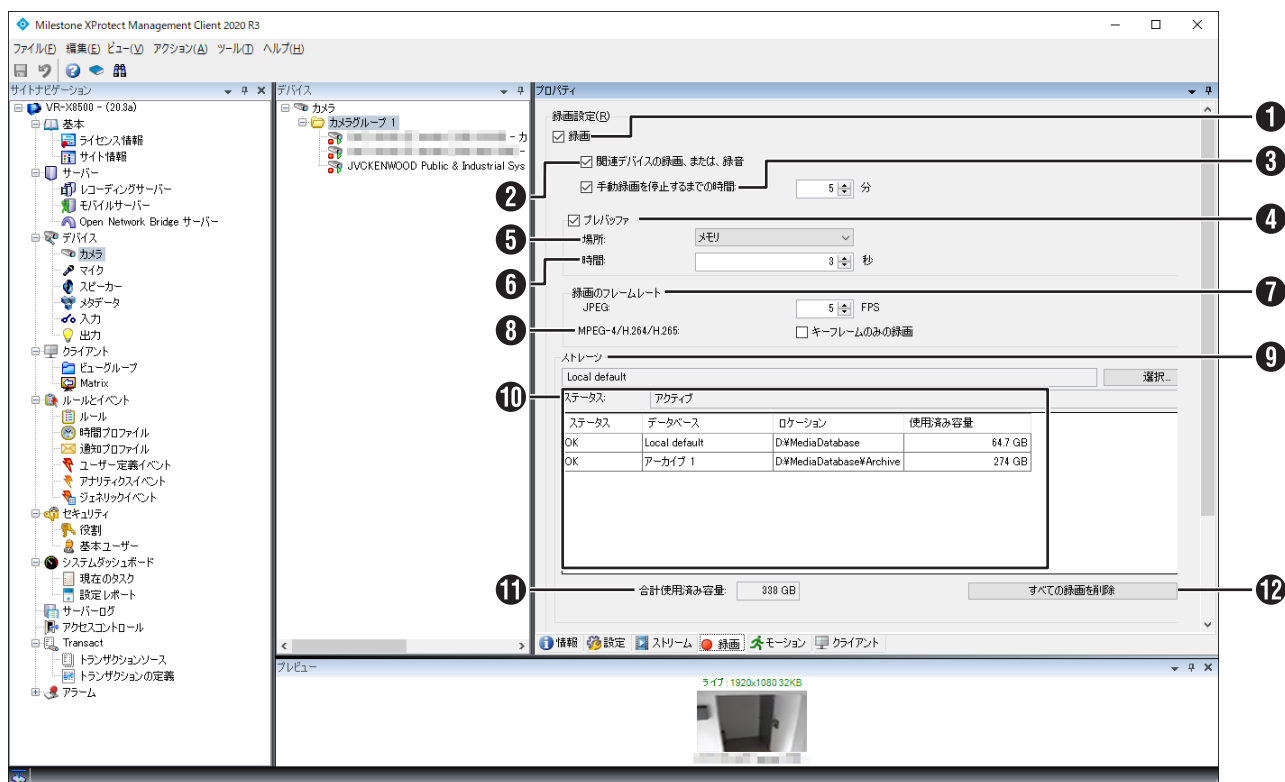 Milestone XProtect Management Client 2020 R3
ファイル(F) 編集(E) ビュー(V) アクション(A) ツール(T) ヘルプ(H)
サイトナビゲーション
VR-X8500 - (20.3a)
基本
ライセンス情報
サイト情報
サーバー
レコーディングサーバー
モバイルサーバー
Open Network Bridge サーバー
デバイス
カメラ
マイク
スピーカー
メタデータ
入力
出力
クライアント
ビューグループ
Matrix
ルールとイベント
ルール
時間プロファイル
通知プロファイル
ユーザー定義イベント
アナリティクスイベント
ジェネリックイベント
セキュリティ
役割
基本ユーザー
システムダッシュボード
現在のタスク
設定レポート
サーバーログ
アクセスコントロール
Transact
トランザクションソース
トランザクションの定義
アラーム
デバイス
カメラ
カメラグループ 1
- カ
-
JVCKENWOOD Public & Industrial Sys
プロパティ
録画設定(R)
録画 1
2 関連デバイスの録画、または、録音
手動録画を停止するまでの時間: 5 分 3
プレバッファ 4
5 場所: メモリ
6 時間: 3 秒
録画のフレームレート 7
JPEG: 5 FPS
8 MPEG-4/H.264/H.265: キーフレームのみの録画
ストレージ 9
Local default 選択...
10 ステータス: アクティブ
ステータス データベース ロケーション 使用済み容量
OK Local default D:¥MediaDatabase 64.7 GB
OK アーカイブ 1 D:¥MediaDatabase¥Archive 274 GB
11 合計使用済み容量: 338 GB すべての録画を削除 12
情報 設定 ストリーム 録画 モーション クライアント
プレビュー
ライブ : 1920x1080 32KB